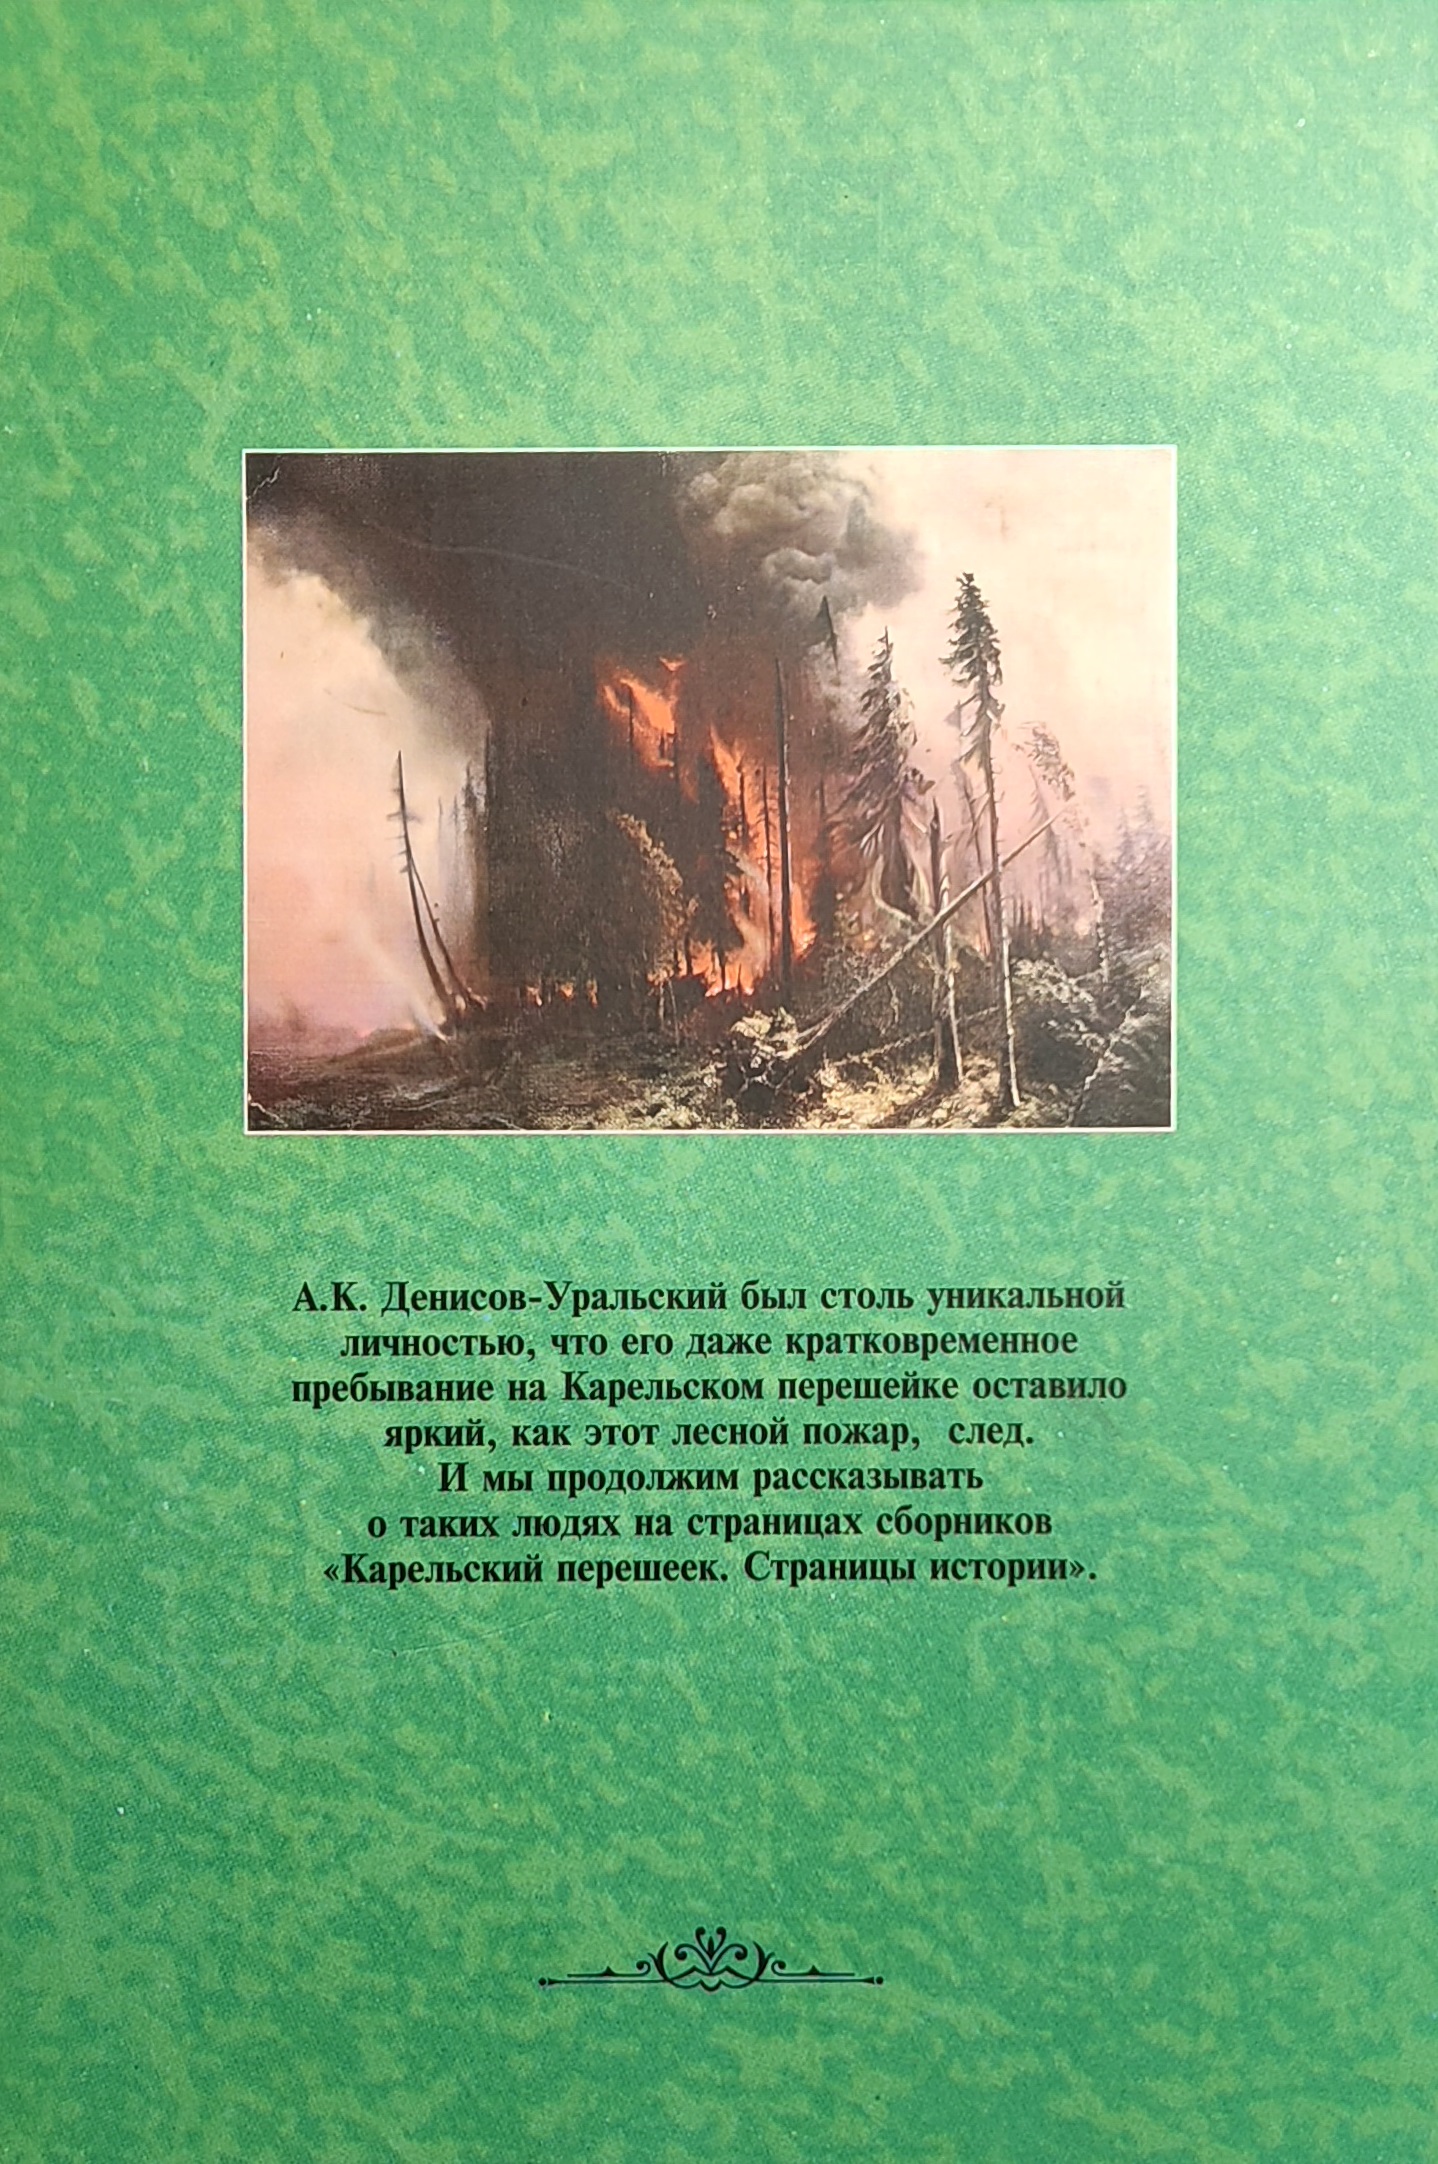 А.К. Денисов-Уральский был столь уникальной
личностью, что его даже кратковременное
пребывание на Карельском перешейке оставило
яркий, как этот лесной пожар, след.
И мы продолжим рассказывать
о таких людях на страницах сборников
«Карельский перешеек. Страницы истории».